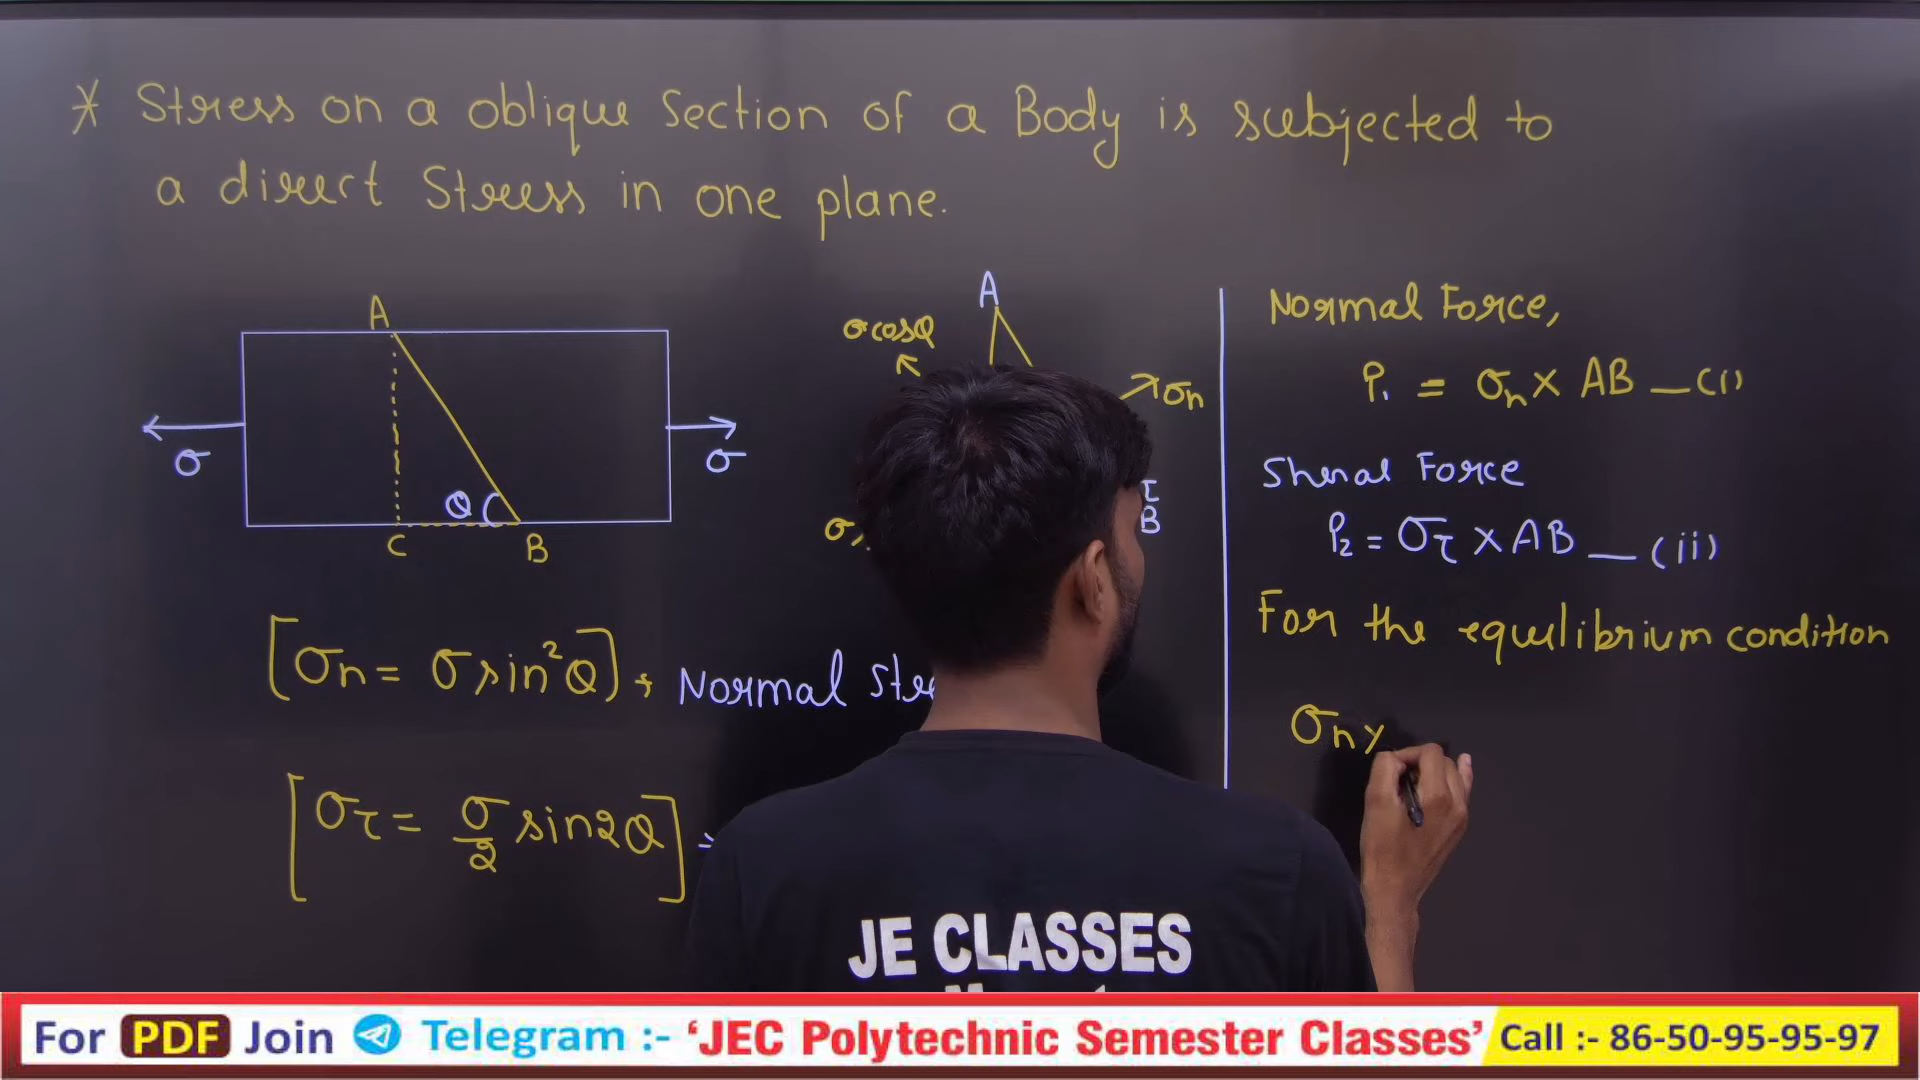 * Stress on a oblique Section of a Body is subjected to
a direct Stress in one plane.
A
σ
σ
θ
C
B
[σn = σ sin²θ] → Normal
[στ = σ/2 sin2θ] ⇒
A
σcosθ
σn
τ
B
Normal Force,
P₁ = σn × AB —(i)
Shear Force
P₂ = στ × AB —(ii)
For the equilibrium condition
σn ×
JE CLASSES
For PDF Join Telegram :- ‘JEC Polytechnic Semester Classes’ Call :- 86-50-95-95-97